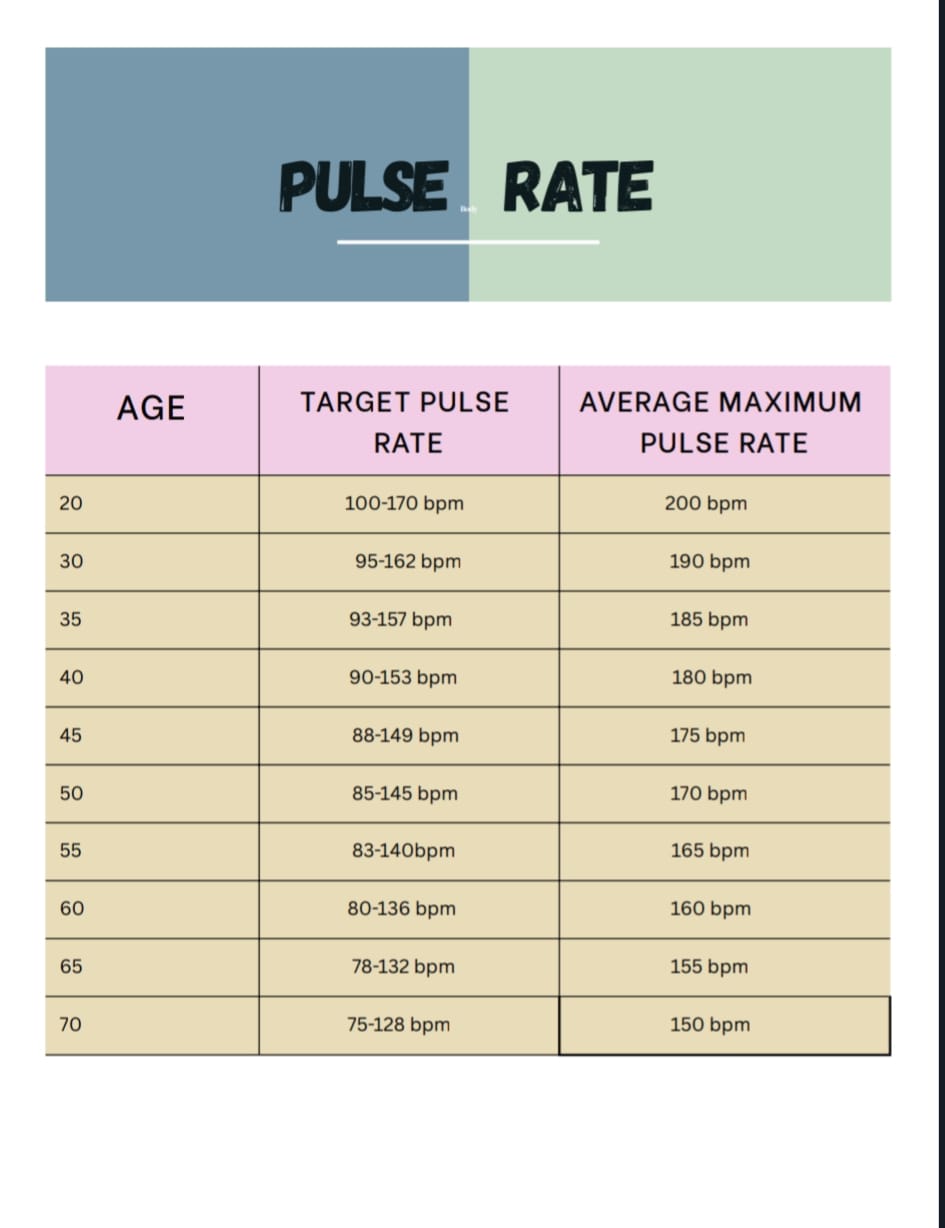 PULSE RATE
Body
AGE
TARGET PULSE
RATE
AVERAGE MAXIMUM
PULSE RATE
20 100-170 bpm 200 bpm
30 95-162 bpm 190 bpm
35 93-157 bpm 185 bpm
40 90-153 bpm 180 bpm
45 88-149 bpm 175 bpm
50 85-145 bpm 170 bpm
55 83-140bpm 165 bpm
60 80-136 bpm 160 bpm
65 78-132 bpm 155 bpm
70 75-128 bpm 150 bpm